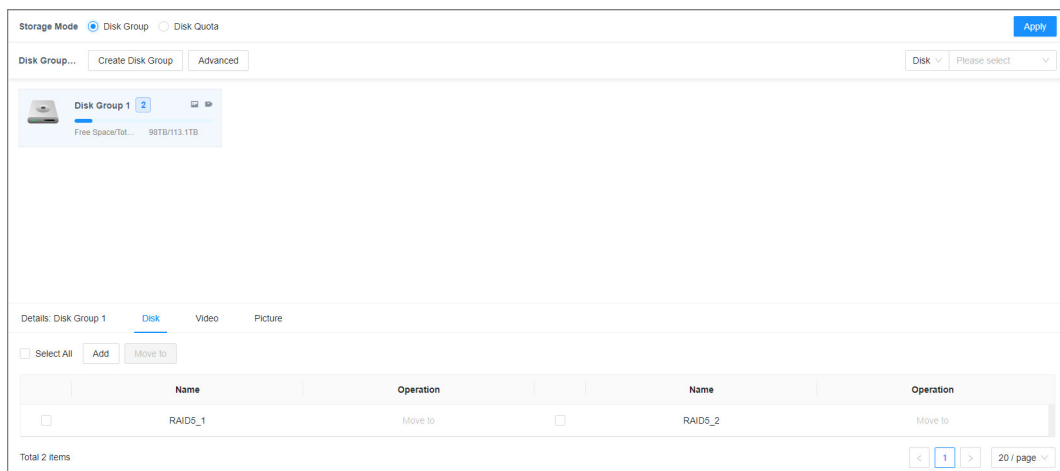 Storage Mode Disk Group Disk Quota Apply
Disk Group... Create Disk Group Advanced Disk Please select
Disk Group 1 2
Free Space/Tot... 98TB/113.1TB
Details: Disk Group 1 Disk Video Picture
Select All Add Move to
Name Operation Name Operation
RAID5_1 Move to RAID5_2 Move to
Total 2 items < 1 > 20 / page